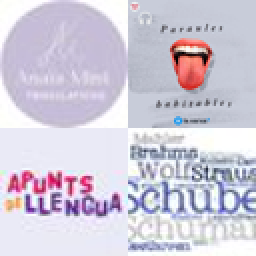 Anaïs Miró
TRANSLATIONS
Paraules
habitables
APUNTS
DE LLENGUA
Mahler
Brahms
Wolf
Strauss
Schube
Schuman
Beethoven